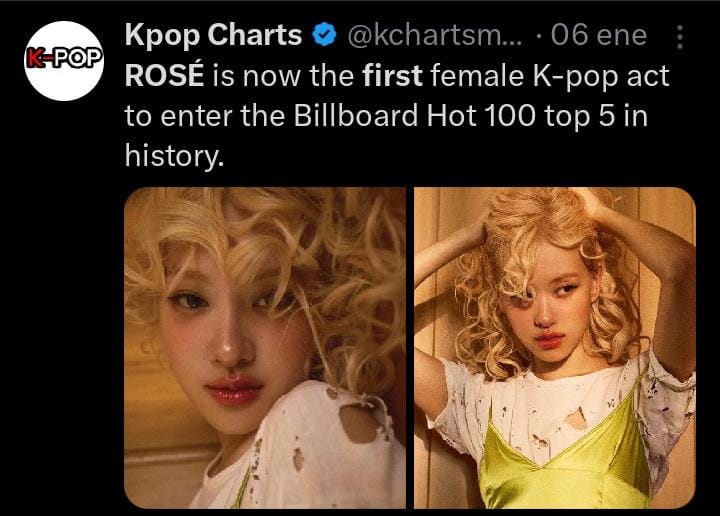 K-POP
Kpop Charts @kchartsm... · 06 ene
ROSÉ is now the first female K-pop act
to enter the Billboard Hot 100 top 5 in
history.